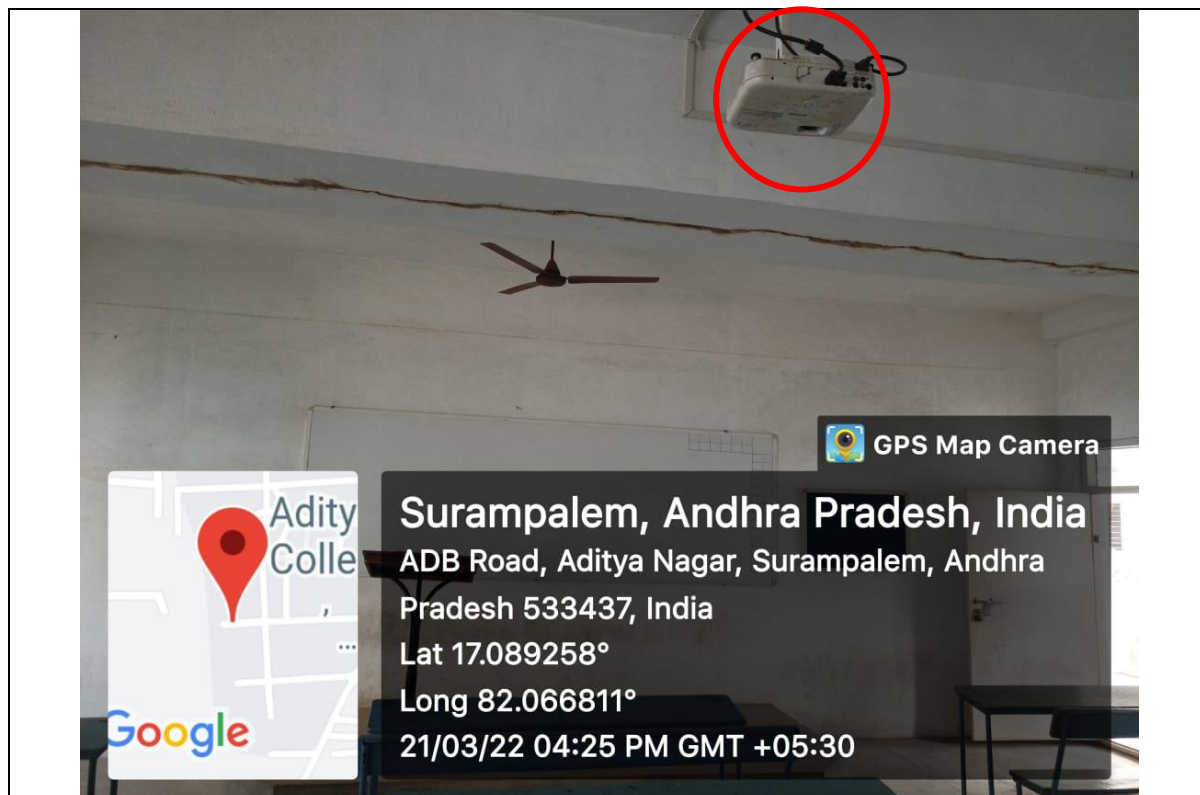 GPS Map Camera
Adity
Colle
,
...
Google
Surampalem, Andhra Pradesh, India
ADB Road, Aditya Nagar, Surampalem, Andhra
Pradesh 533437, India
Lat 17.089258°
Long 82.066811°
21/03/22 04:25 PM GMT +05:30